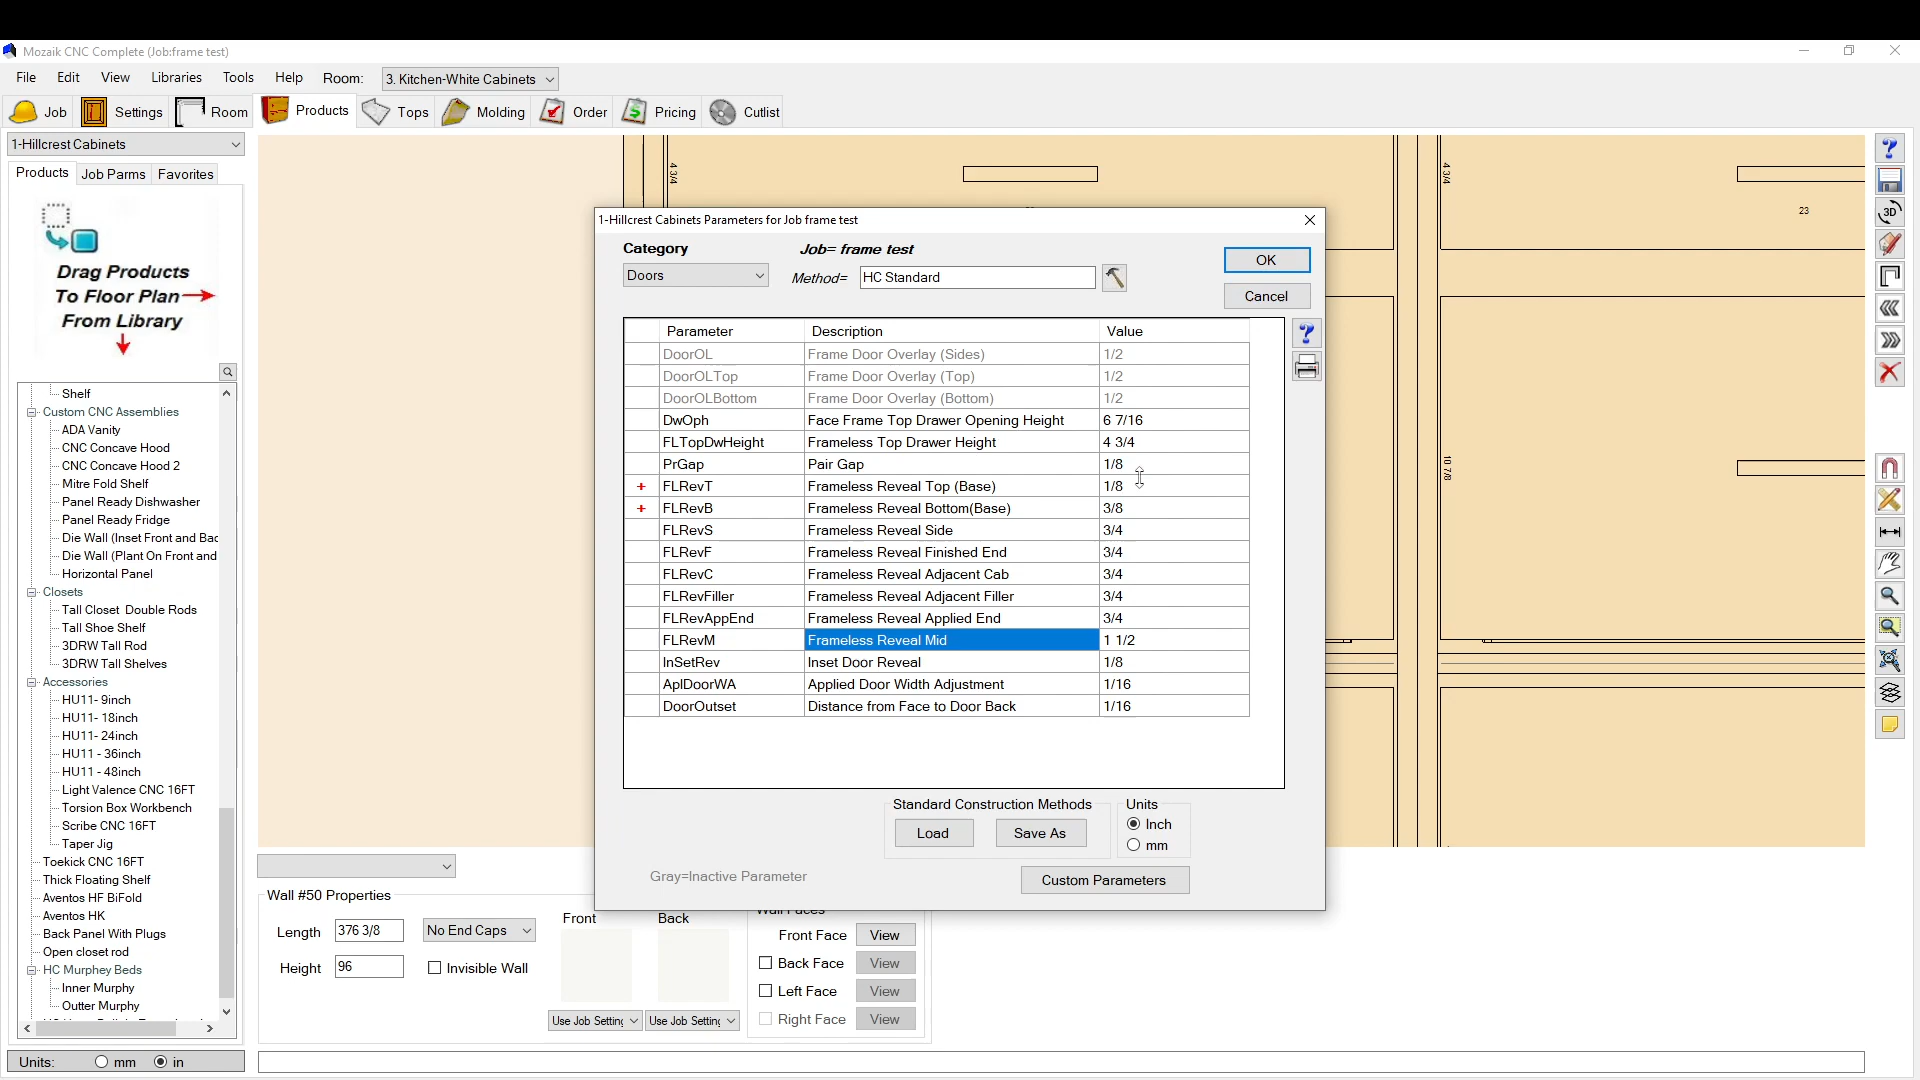 Mozaik CNC Complete (Job:frame test)
File Edit View Libraries Tools Help Room: 3. Kitchen-White Cabinets
Job Settings Room Products Tops Molding Order Pricing Cutlist
1-Hillcrest Cabinets
Products Job Parms Favorites
Drag Products
To Floor Plan
From Library
Shelf
Custom CNC Assemblies
ADA Vanity
CNC Concave Hood
CNC Concave Hood 2
Mitre Fold Shelf
Panel Ready Dishwasher
Panel Ready Fridge
Die Wall (Inset Front and Bac
Die Wall (Plant On Front and
Horizontal Panel
Closets
Tall Closet Double Rods
Tall Shoe Shelf
3DRW Tall Rod
3DRW Tall Shelves
Accessories
HU11- 9inch
HU11- 18inch
HU11- 24inch
HU11 - 36inch
HU11 - 48inch
Light Valence CNC 16FT
Torsion Box Workbench
Scribe CNC 16FT
Taper Jig
Toekick CNC 16FT
Thick Floating Shelf
Aventos HF BiFold
Aventos HK
Back Panel With Plugs
Open closet rod
HC Murphey Beds
Inner Murphy
Outter Murphy
Units: mm in
4 3/4
4 3/4
23
10 7/8
3D
1-Hillcrest Cabinets Parameters for Job frame test
Category
Doors
Job= frame test
Method= HC Standard
OK
Cancel
Parameter Description Value
DoorOL Frame Door Overlay (Sides) 1/2
DoorOLTop Frame Door Overlay (Top) 1/2
DoorOLBottom Frame Door Overlay (Bottom) 1/2
DwOph Face Frame Top Drawer Opening Height 6 7/16
FLTopDwHeight Frameless Top Drawer Height 4 3/4
PrGap Pair Gap 1/8
+ FLRevT Frameless Reveal Top (Base) 1/8
+ FLRevB Frameless Reveal Bottom(Base) 3/8
FLRevS Frameless Reveal Side 3/4
FLRevF Frameless Reveal Finished End 3/4
FLRevC Frameless Reveal Adjacent Cab 3/4
FLRevFiller Frameless Reveal Adjacent Filler 3/4
FLRevAppEnd Frameless Reveal Applied End 3/4
FLRevM Frameless Reveal Mid 1 1/2
InSetRev Inset Door Reveal 1/8
AplDoorWA Applied Door Width Adjustment 1/16
DoorOutset Distance from Face to Door Back 1/16
Standard Construction Methods
Load Save As
Units
Inch
mm
Gray=Inactive Parameter
Custom Parameters
Wall #50 Properties
Length 376 3/8 No End Caps
Height 96 Invisible Wall
Front Back
Use Job Setting Use Job Setting
Wall Faces
Front Face View
Back Face View
Left Face View
Right Face View